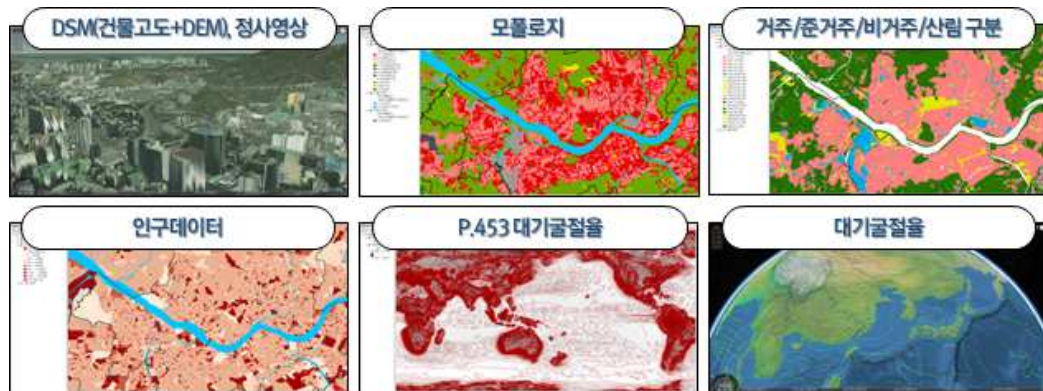 DSM(건물고도+DEM), 정사영상
모폴로지
거주/준거주/비거주/산림 구분
인구데이터
P.453 대기굴절율
대기굴절율